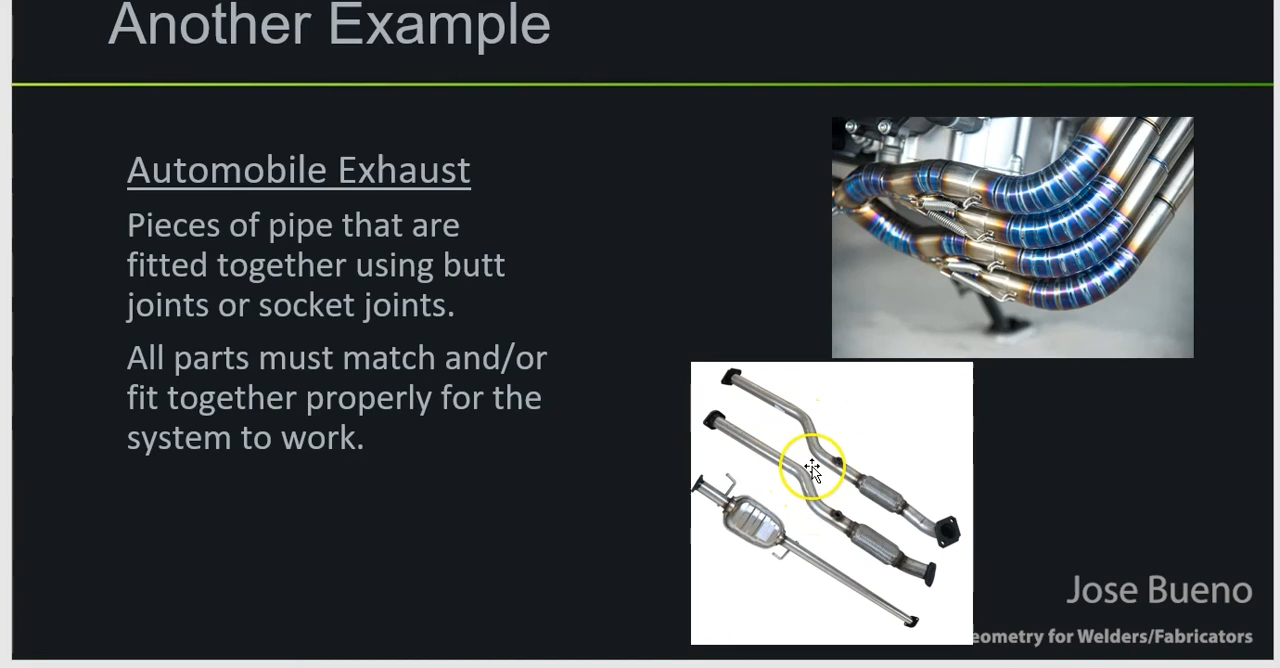 Another Example
Automobile Exhaust
Pieces of pipe that are
fitted together using butt
joints or socket joints.
All parts must match and/or
fit together properly for the
system to work.
Jose Bueno
for Welders/Fabricators